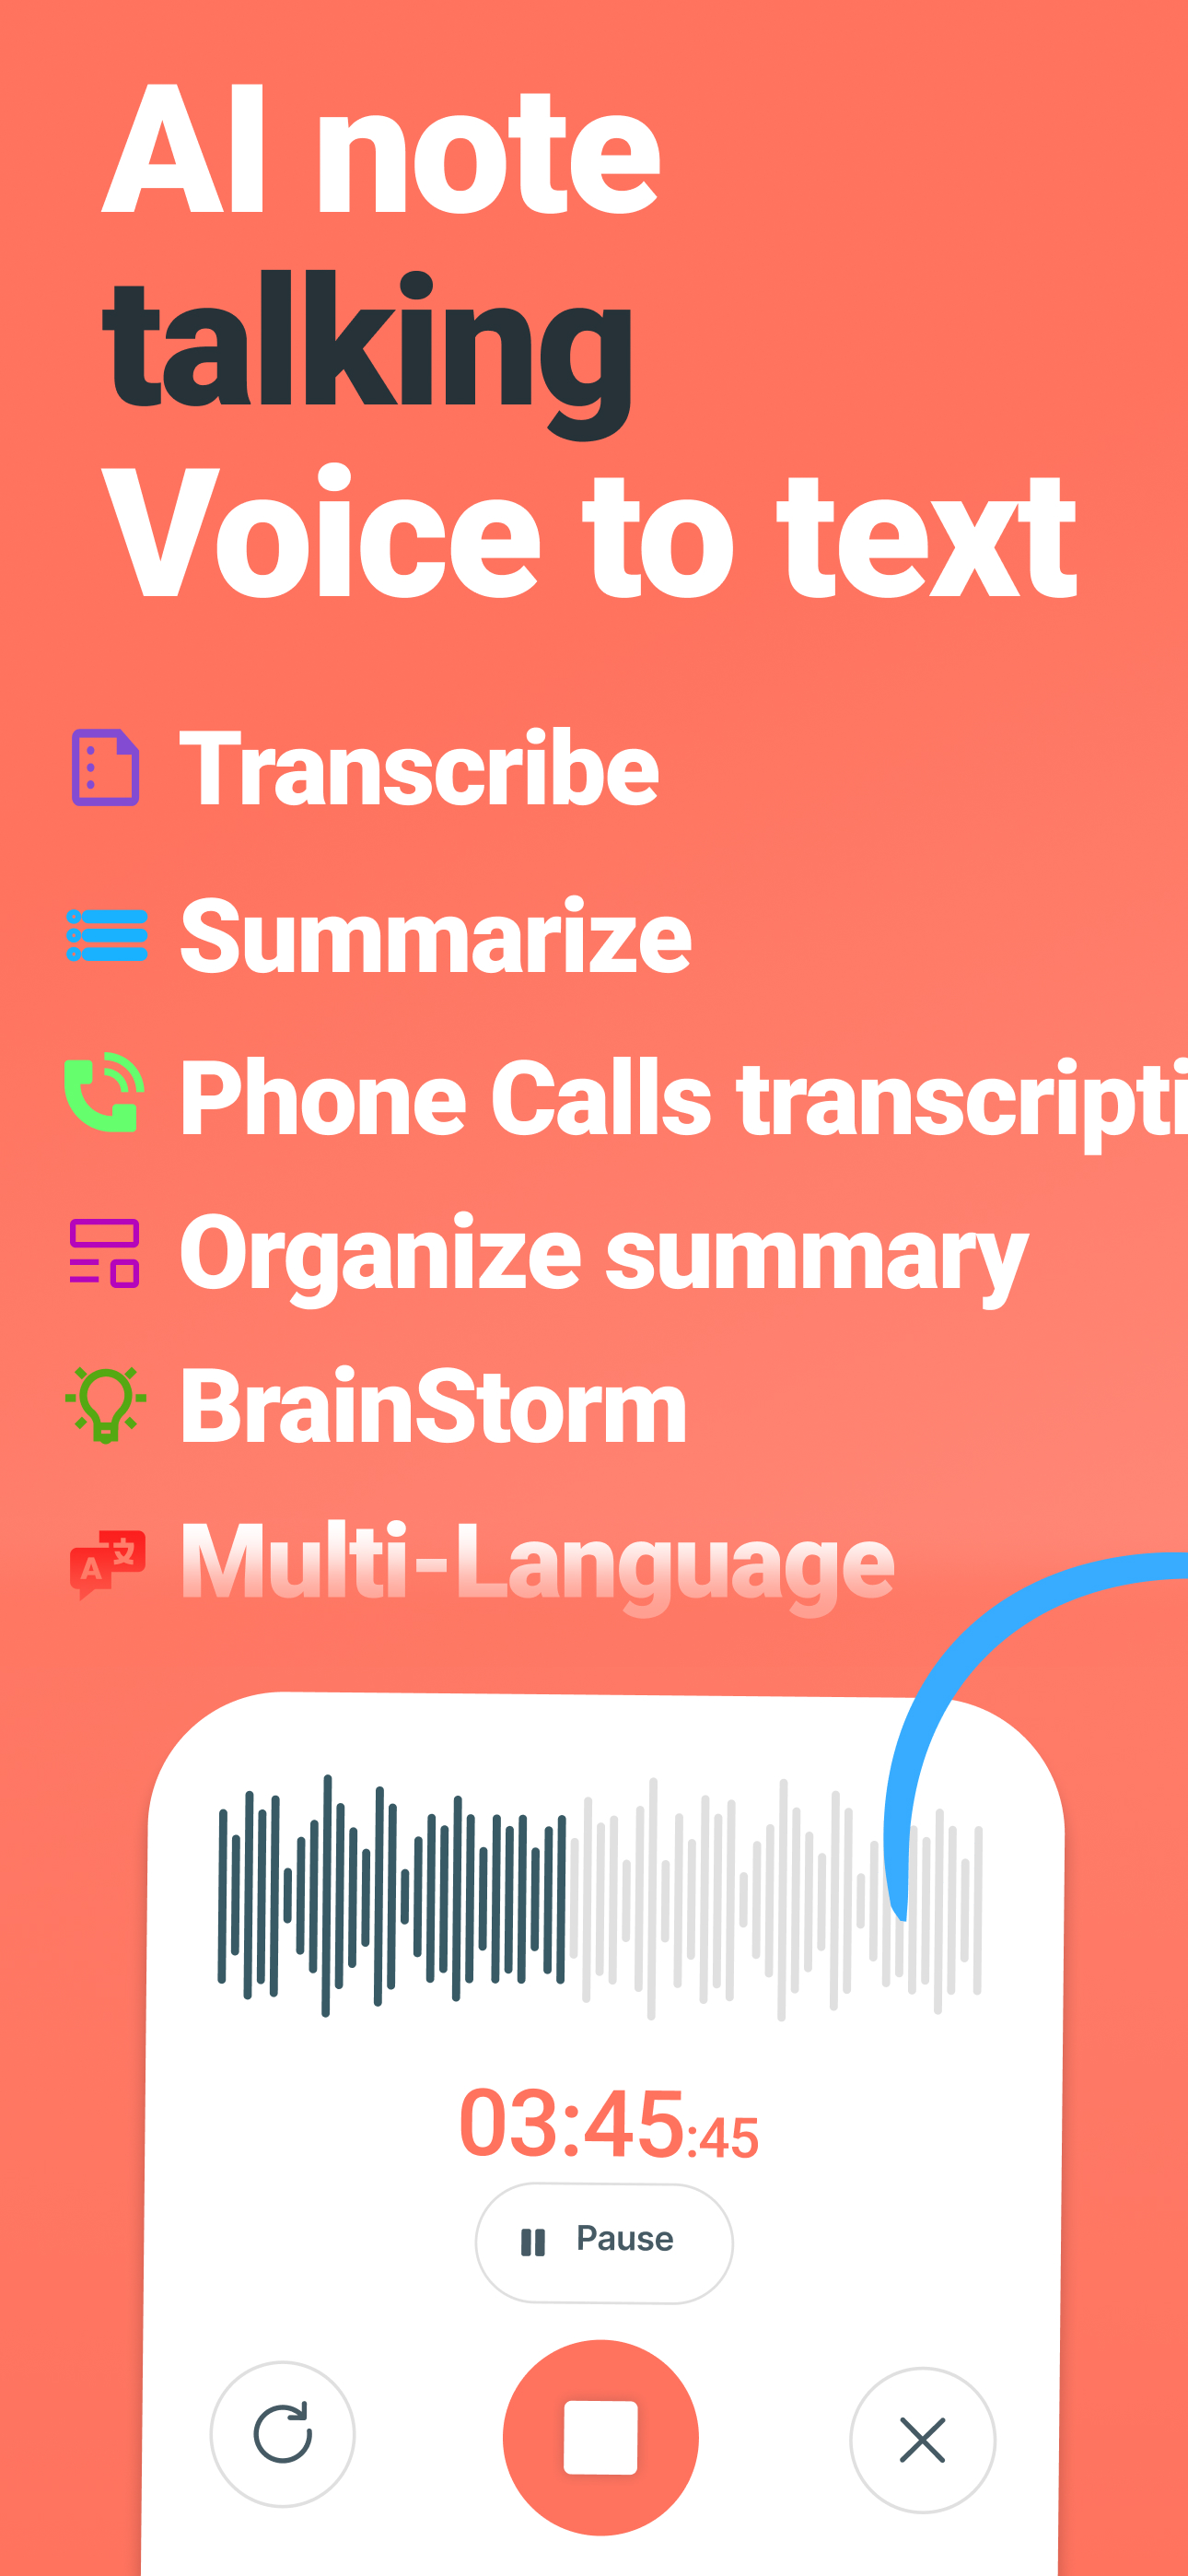 AI note
talking
Voice to text
Transcribe
Summarize
Phone Calls transcripti
Organize summary
BrainStorm
A 文
Multi-Language
03:45:45
Pause